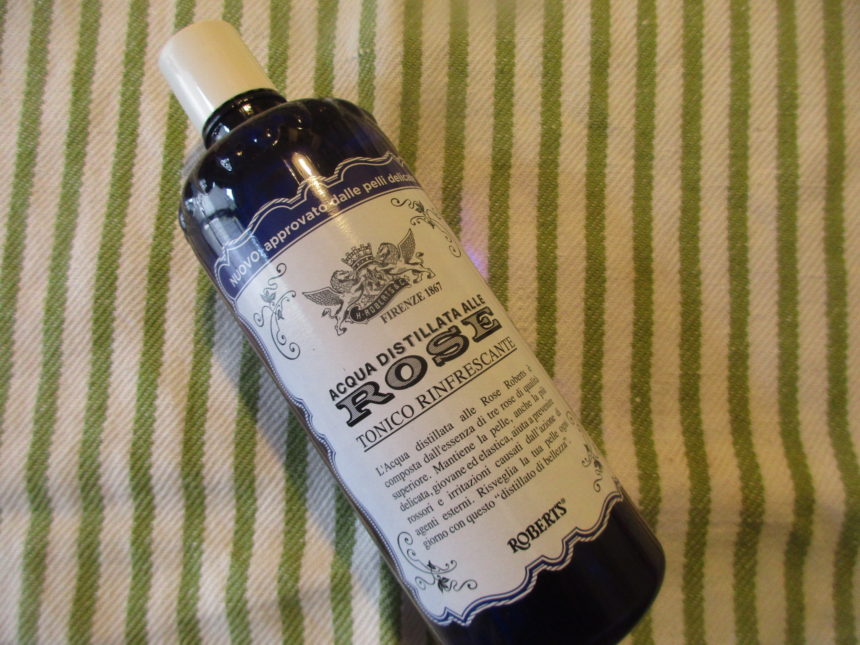 NUOVO: approvato dalle pelli delicate
H·ROBERTS&C.
FIRENZE 1867
ACQUA DISTILLATA ALLE
ROSE
TONICO RINFRESCANTE
L'Acqua distillata alle Rose Roberts è
composta dall'essenza di tre rose di qualità
superiore. Mantiene la pelle, anche la più
delicata, giovane ed elastica, aiuta a prevenire
rossori e irritazioni causati dall'azione di
agenti esterni. Risveglia la tua pelle ogni
giorno con questo "distillato di bellezza".
ROBERTS®